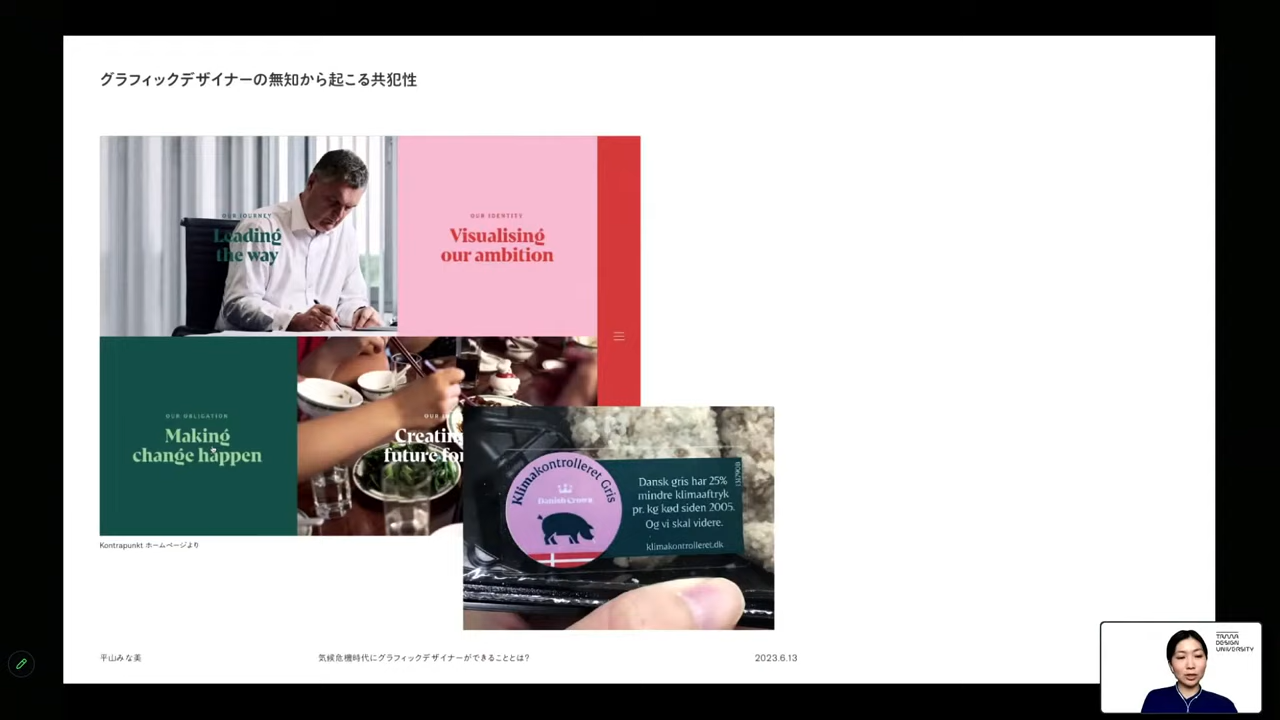 グラフィックデザイナーの無知から起こる共犯性
OUR JOURNEY
Leading
the way
OUR IDENTITY
Visualising
our ambition
OUR OBLIGATION
Making
change happen
OUR
Creatin
future for
Klimakontrolleret Gris
Danish Crown
Dansk gris har 25%
mindre klimaaftryk
pr. kg kød siden 2005.
Og vi skal videre.
klimakontrolleret.dk
Kontrapunkt ホームページより
平山みな美
気候危機時代にグラフィックデザイナーができることとは?
2023.6.13
TAMA
DESIGN
UNIVERSITY